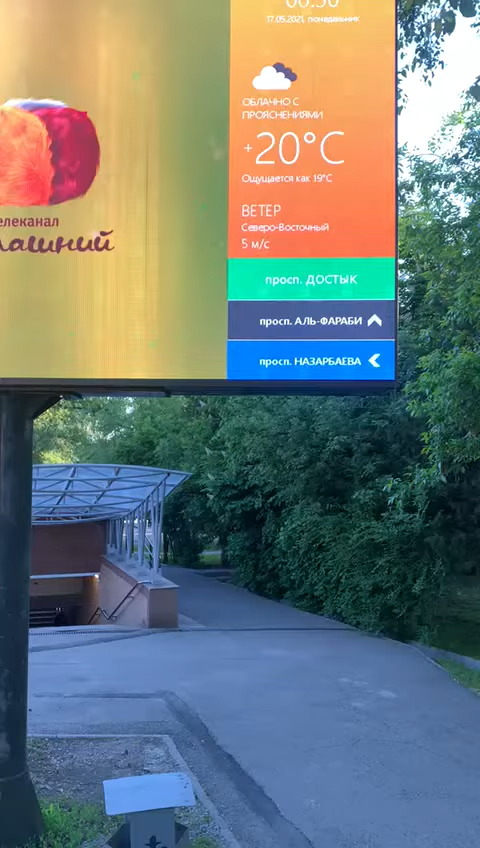 17.05.2021, понедельник
ОБЛАЧНО С
ПРОЯСНЕНИЯМИ
+20°C
Ощущается как 19°C
ВЕТЕР
Северо-Восточный
5 м/с
елеканал
машний
просп. ДОСТЫК
просп. АЛЬ-ФАРАБИ
просп. НАЗАРБАЕВА